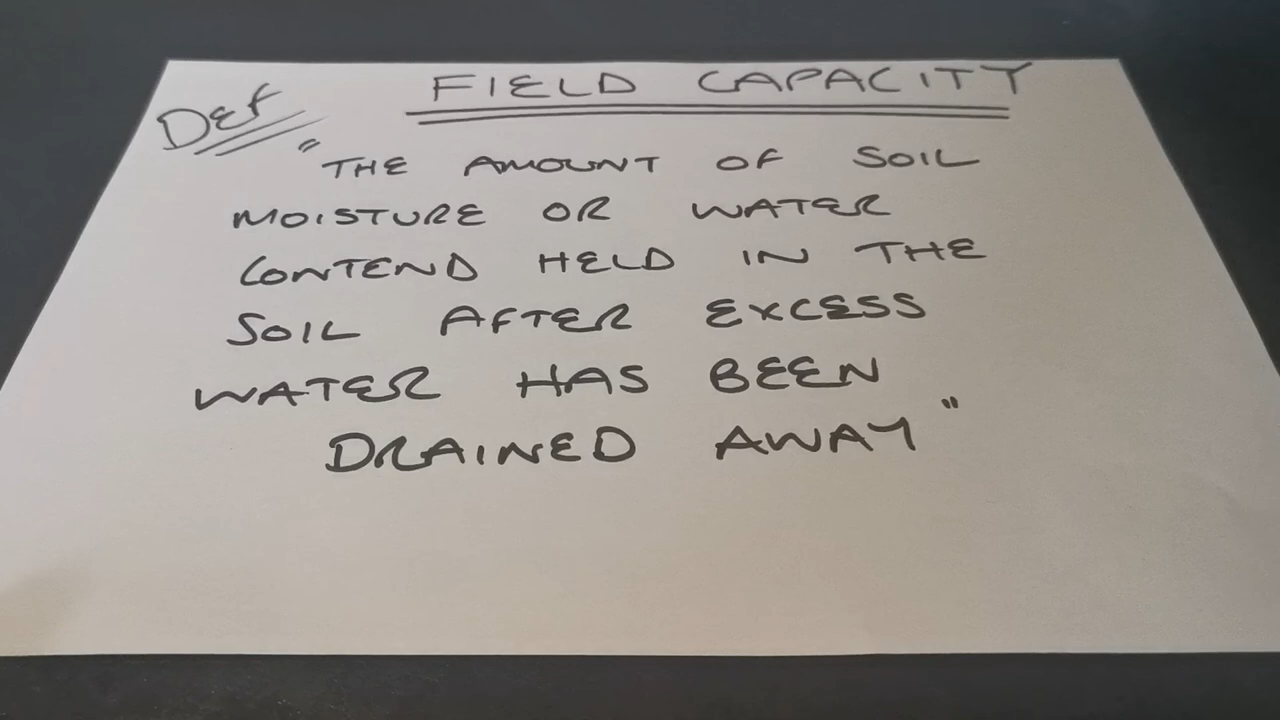 FIELD CAPACITY
DEF
"THE AMOUNT OF SOIL
MOISTURE OR WATER
CONTEND HELD IN THE
SOIL AFTER EXCESS
WATER HAS BEEN
DRAINED AWAY"